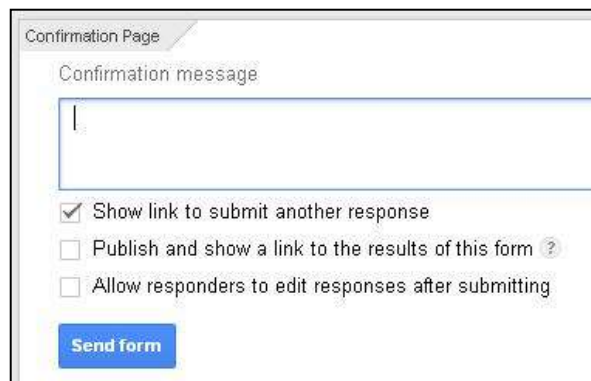 Confirmation Page
Confirmation message
Show link to submit another response
Publish and show a link to the results of this form ?
Allow responders to edit responses after submitting
Send form